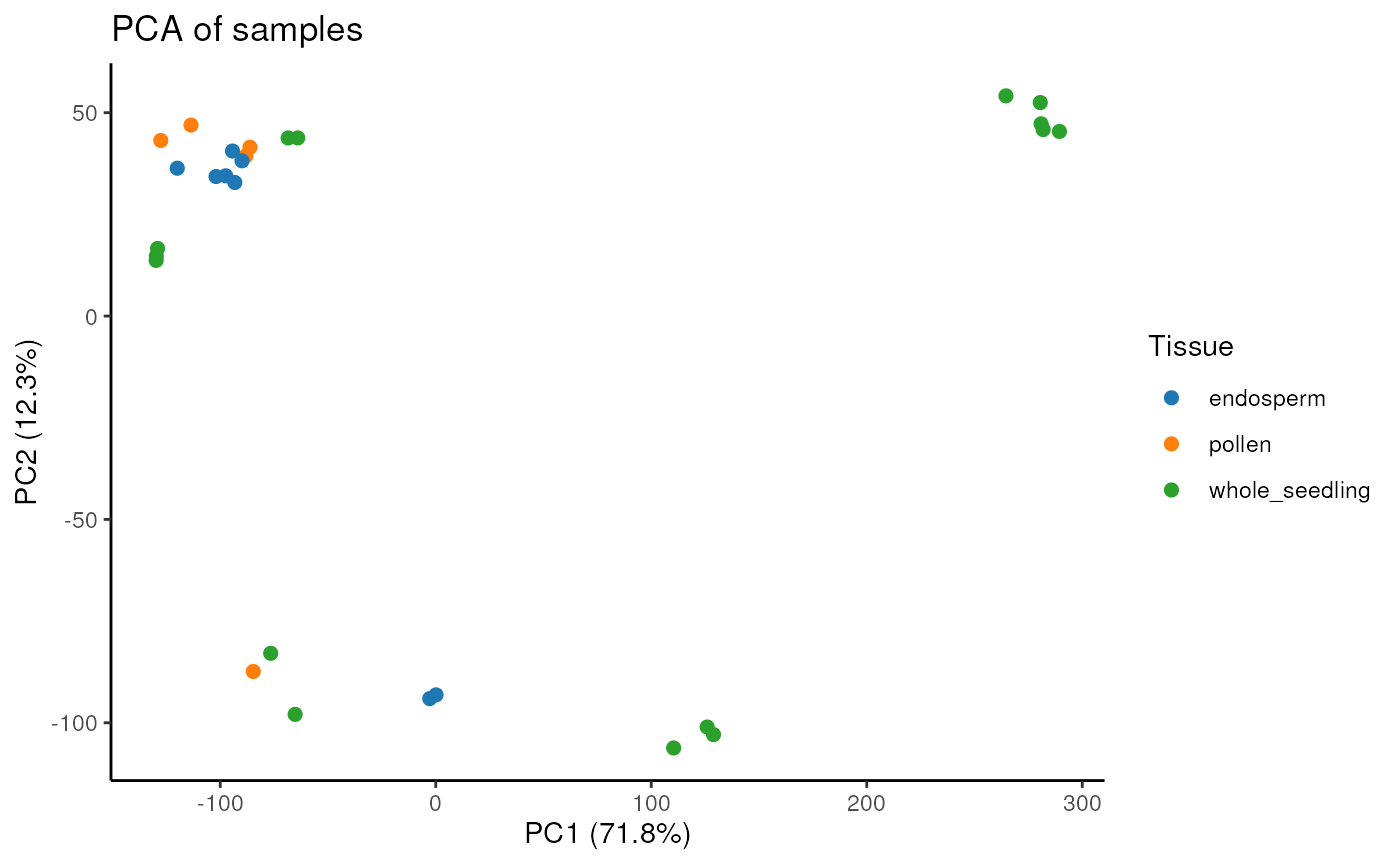 PCA of samples
50
0
-50
-100
PC2 (12.3%)
-100
0
100
200
300
PC1 (71.8%)
Tissue
endosperm
pollen
whole_seedling